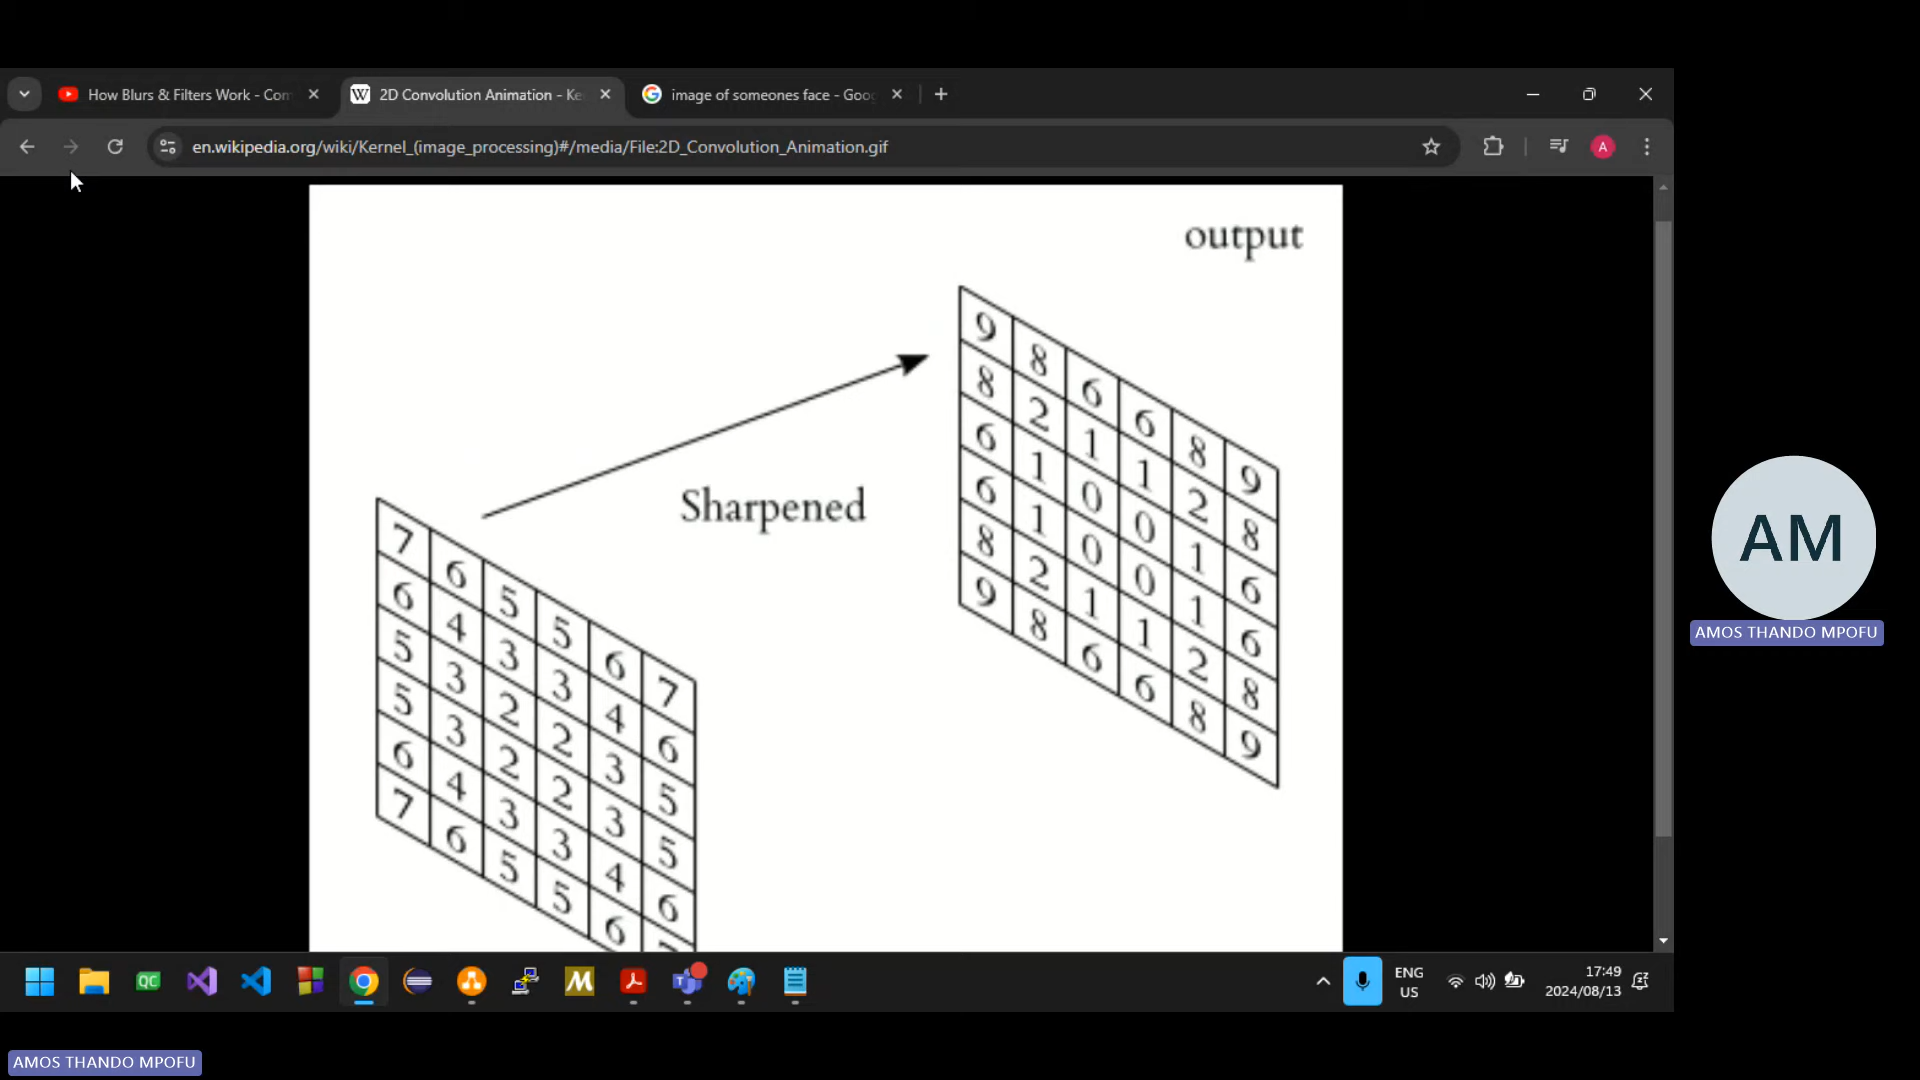 How Blurs & Filters Work - Com
2D Convolution Animation - Ke
image of someones face - Goog
en.wikipedia.org/wiki/Kernel_(image_processing)#/media/File:2D_Convolution_Animation.gif
A
output
9 8 6 6 8 9
8 2 1 1 2 8
6 1 0 0 1 6
6 1 0 0 1 6
8 2 1 1 2 8
9 8 6 6 8 9
Sharpened
7 6 5 5 6 7
6 4 3 3 4 6
5 3 2 2 3 5
5 3 2 2 3 5
6 4 3 3 4 6
7 6 5 5 6
AM
AMOS THANDO MPOFU
QC
M
ENG
US
17:49
2024/08/13
AMOS THANDO MPOFU